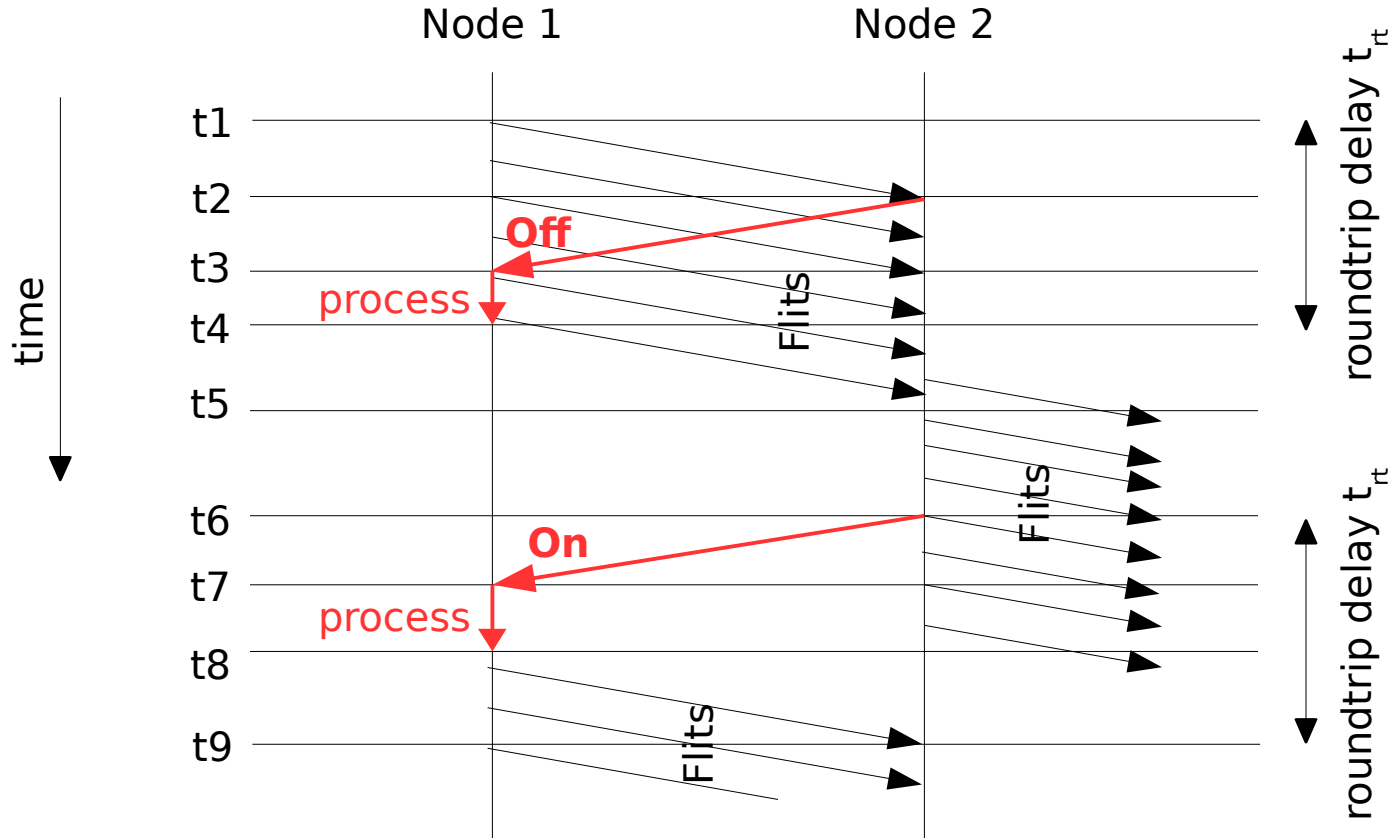 Node 1
Node 2
t1
t2
t3
t4
t5
t6
t7
t8
t9
time
Off
process
Flits
Flits
On
process
Flits
roundtrip delay t_rt
roundtrip delay t_rt